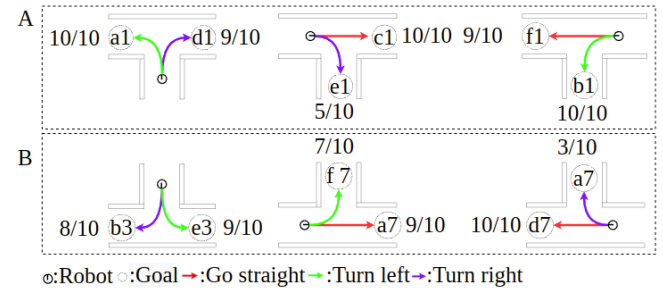 A
10/10 a1 d1 9/10
c1 10/10
e1
5/10
9/10 f1
b1
10/10
B
8/10 b3 e3 9/10
7/10
f 7
a7 9/10
3/10
a7
10/10 d7
:Robot :Goal :Go straight :Turn left :Turn right